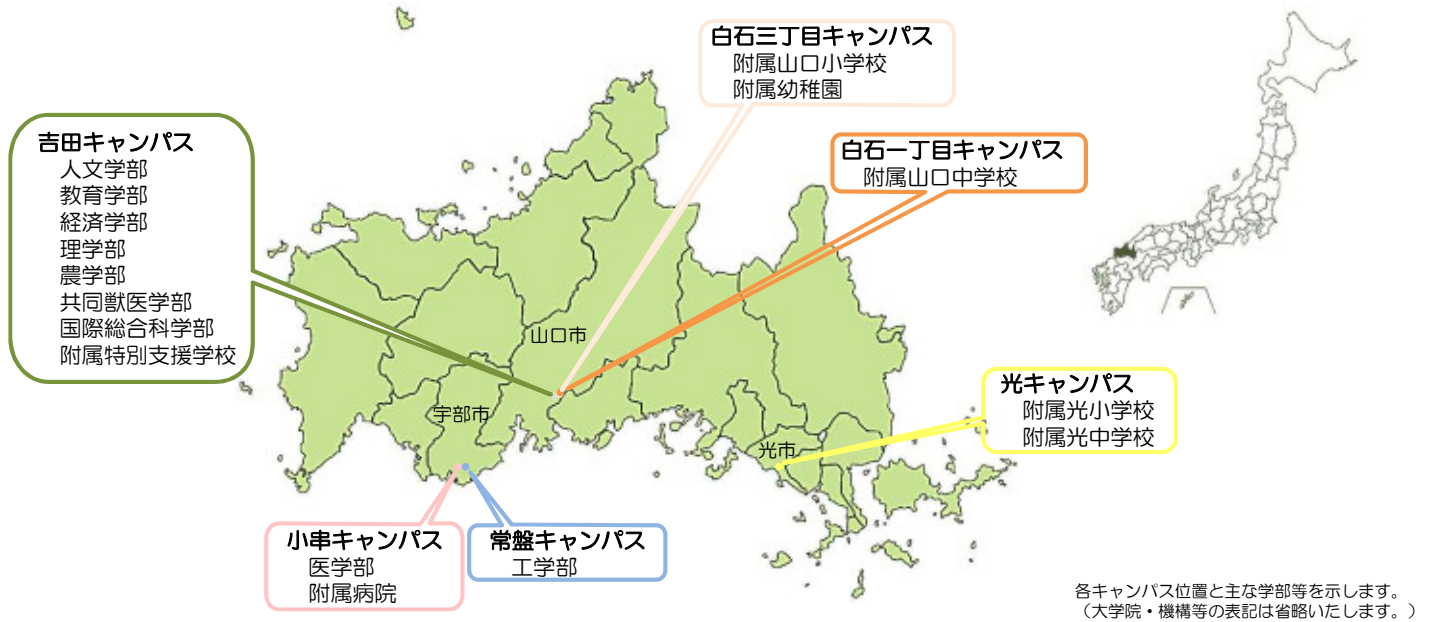 白石三丁目キャンパス
附属山口小学校
附属幼稚園
吉田キャンパス
人文学部
教育学部
経済学部
理学部
農学部
共同獣医学部
国際総合科学部
附属特別支援学校
白石一丁目キャンパス
附属山口中学校
山口市
宇部市
光市
光キャンパス
附属光小学校
附属光中学校
小串キャンパス
医学部
附属病院
常盤キャンパス
工学部
各キャンパス位置と主な学部等を示します。
（大学院・機構等の表記は省略いたします。）